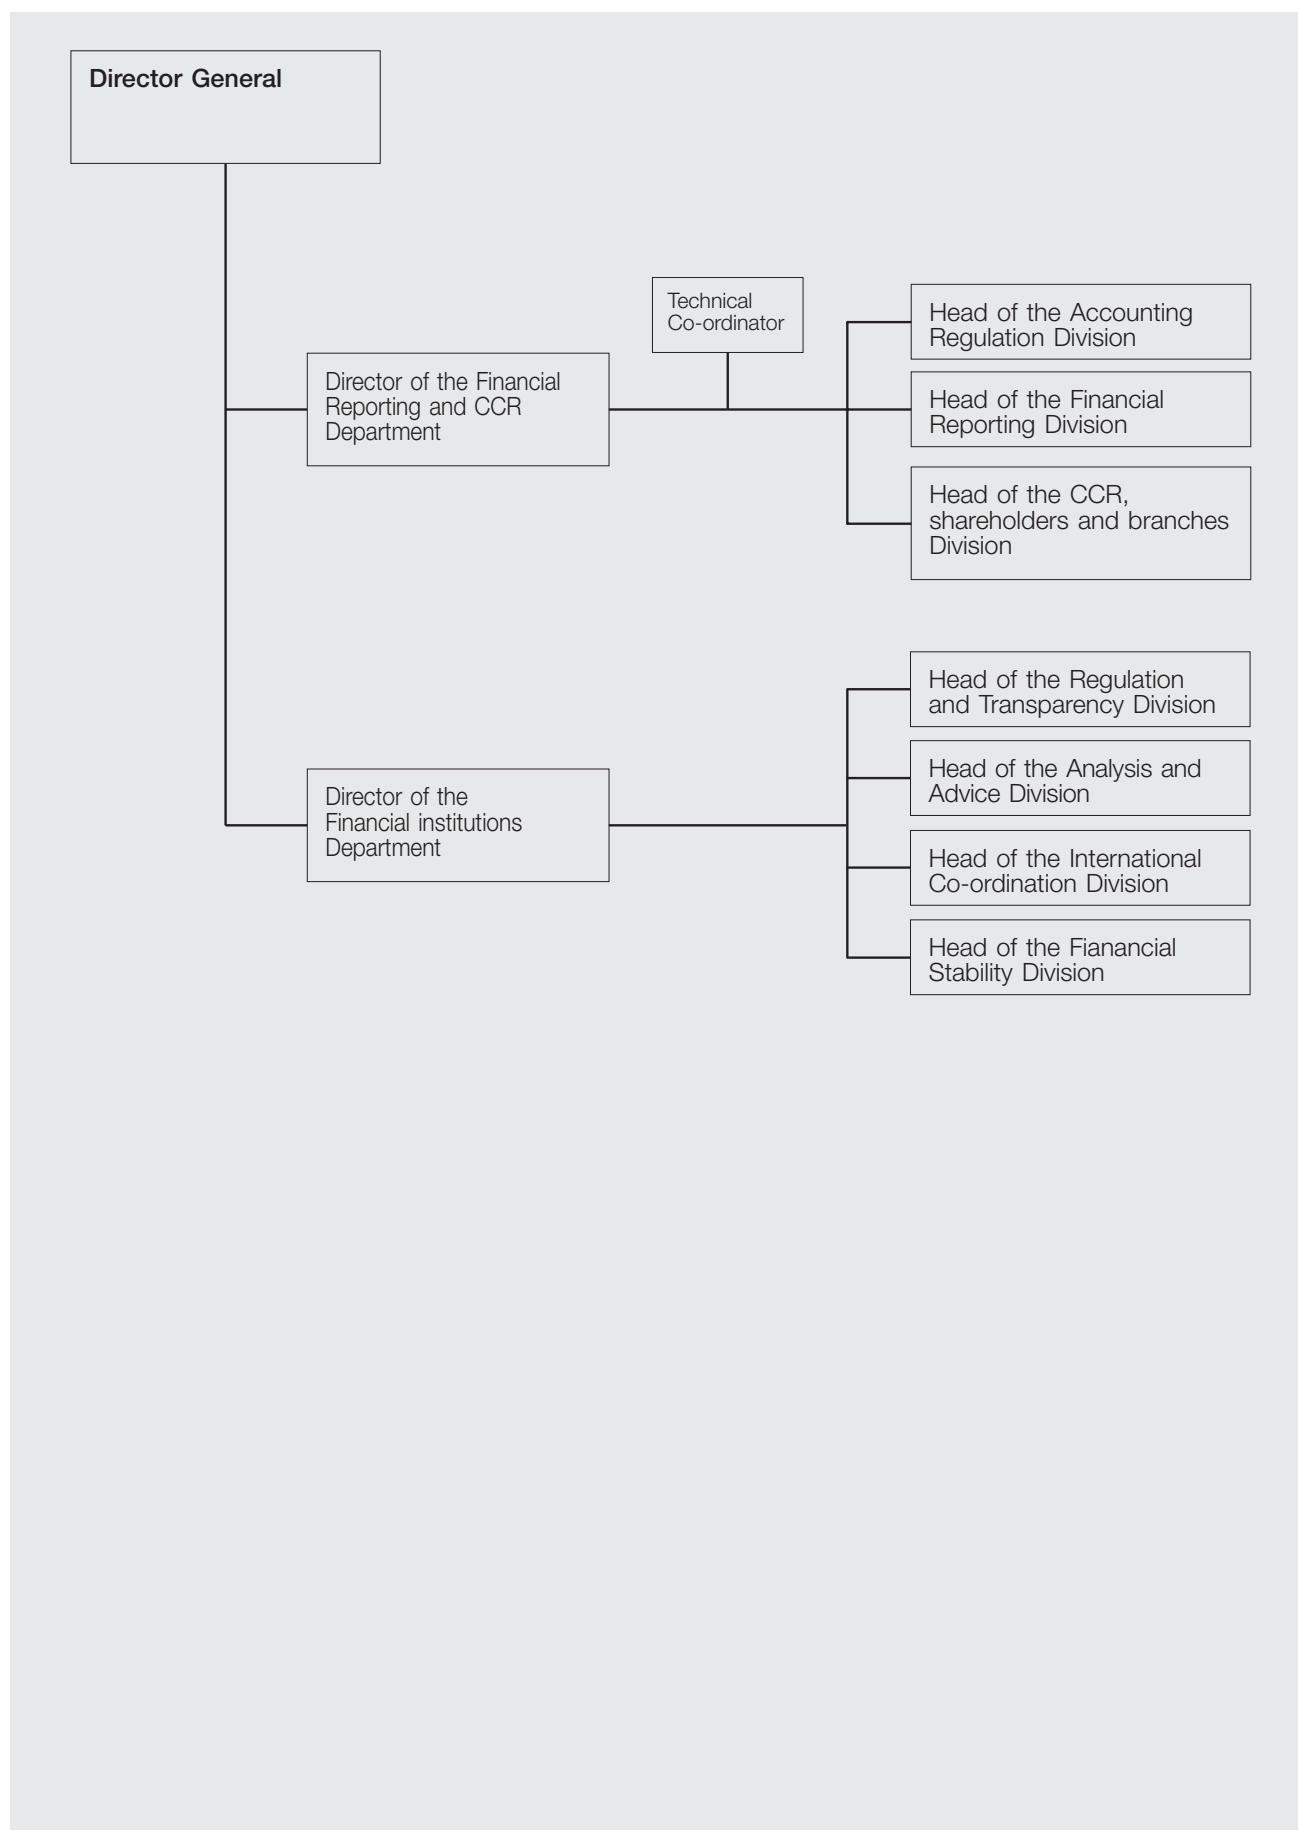 Director General
Technical
Co-ordinator
Head of the Accounting
Regulation Division
Director of the Financial
Reporting and CCR
Department
Head of the Financial
Reporting Division
Head of the CCR,
shareholders and branches
Division
Head of the Regulation
and Transparency Division
Head of the Analysis and
Advice Division
Director of the
Financial institutions
Department
Head of the International
Co-ordination Division
Head of the Fianancial
Stability Division